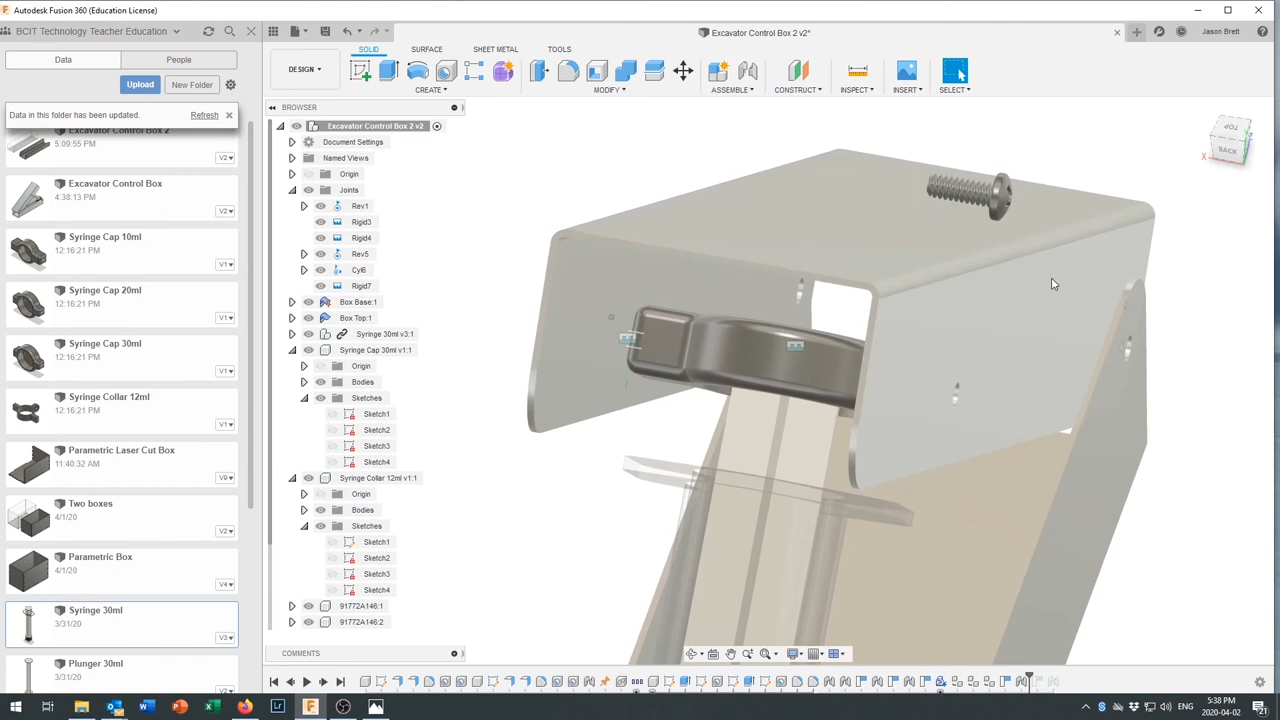 Autodesk Fusion 360 (Education License)
BCIT Technology Teacher Education
Excavator Control Box 2 v2*
Jason Brett
Data
People
SOLID
SURFACE
SHEET METAL
TOOLS
Upload
New Folder
DESIGN
CREATE
MODIFY
ASSEMBLE
CONSTRUCT
INSPECT
INSERT
SELECT
Data in this folder has been updated.
Refresh
BROWSER
Excavator Control Box 2
5:09:55 PM
V2
Excavator Control Box
4:38:13 PM
V2
Syringe Cap 10ml
12:16:21 PM
V1
Syringe Cap 20ml
12:16:21 PM
V1
Syringe Cap 30ml
12:16:21 PM
V1
Syringe Collar 12ml
12:16:21 PM
V1
Parametric Laser Cut Box
11:40:32 AM
V9
Two boxes
4/1/20
V2
Parametric Box
4/1/20
V4
Syringe 30ml
3/31/20
V3
Plunger 30ml
3/31/20
Excavator Control Box 2 v2
Document Settings
Named Views
Origin
Joints
Rev1
Rigid3
Rigid4
Rev5
Cyl6
Rigid7
Box Base:1
Box Top:1
Syringe 30ml v3:1
Syringe Cap 30ml v1:1
Origin
Bodies
Sketches
Sketch1
Sketch2
Sketch3
Sketch4
Syringe Collar 12ml v1:1
Origin
Bodies
Sketches
Sketch1
Sketch2
Sketch3
Sketch4
91772A146:1
91772A146:2
COMMENTS
TOP
BACK
X
ENG
5:38 PM
2020-04-02
21